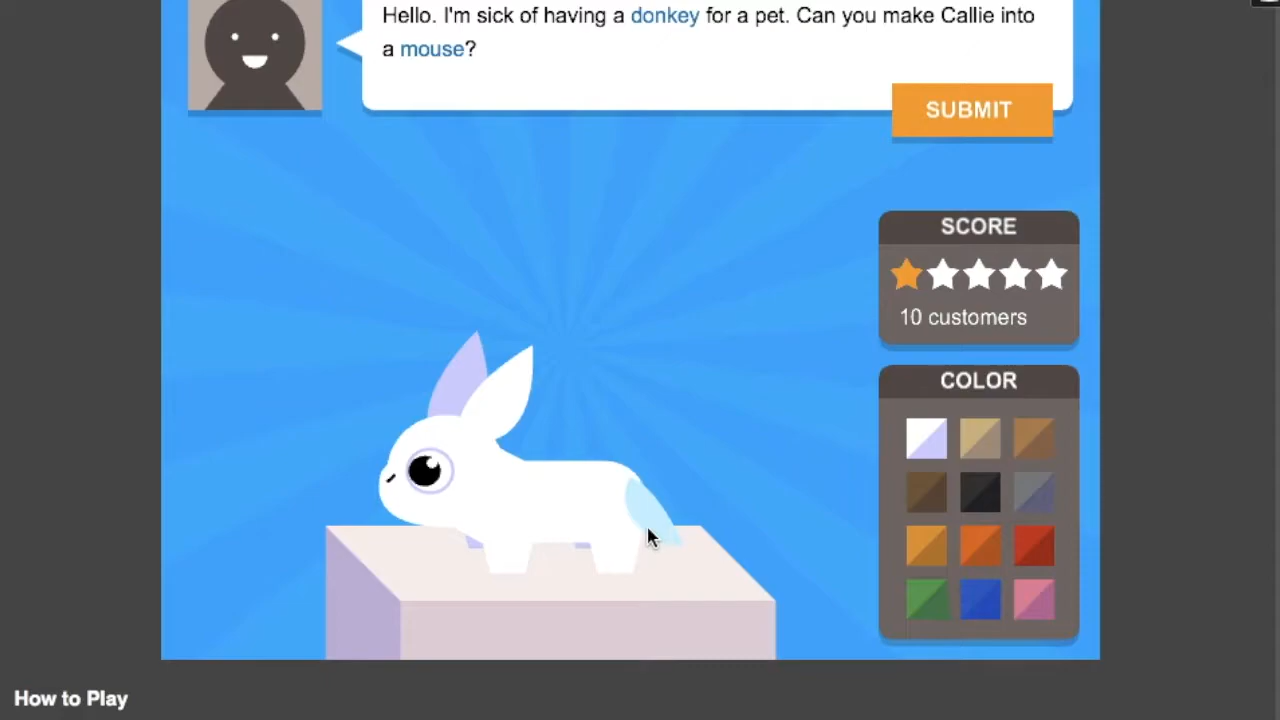 Hello. I'm sick of having a donkey for a pet. Can you make Callie into
a mouse?
SUBMIT
SCORE
10 customers
COLOR
How to Play